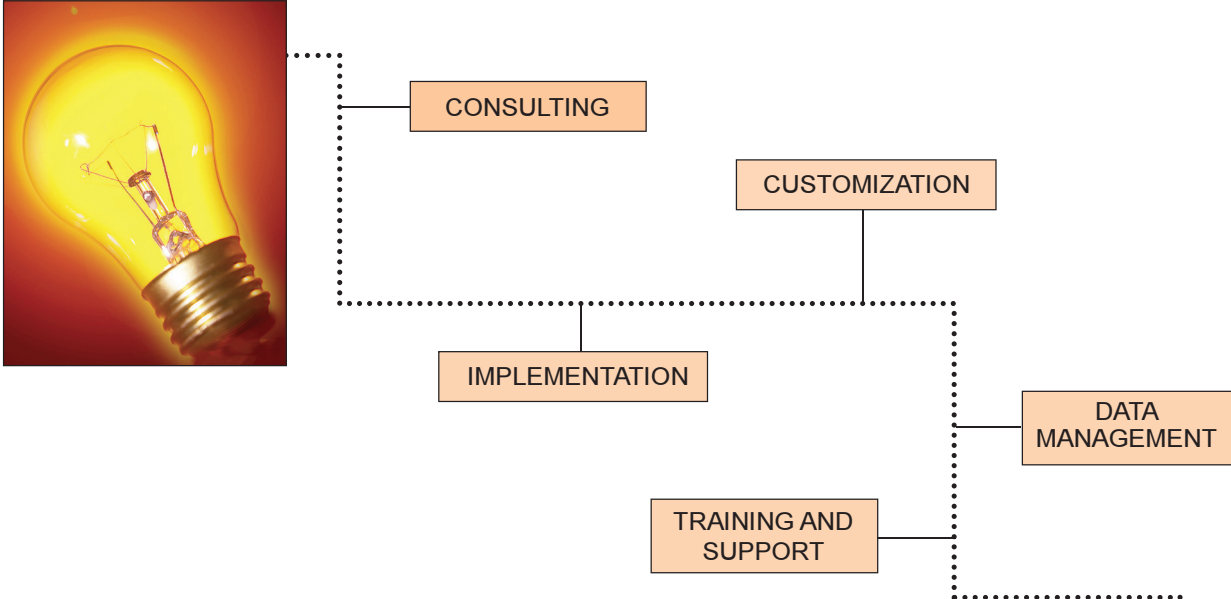 CONSULTING
CUSTOMIZATION
IMPLEMENTATION
DATA
MANAGEMENT
TRAINING AND
SUPPORT